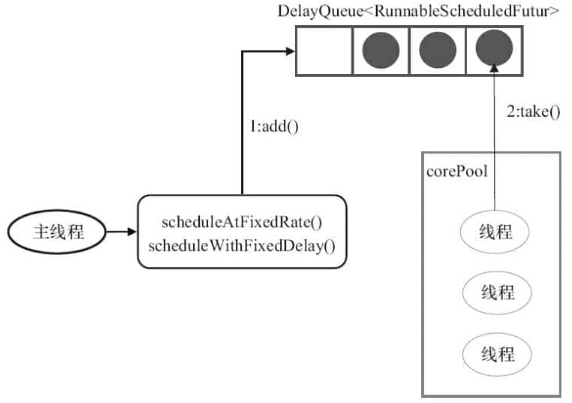 DelayQueue<RunnableScheduledFutur>
1:add()
2:take()
corePool
主线程
scheduleAtFixedRate()
scheduleWithFixedDelay()
线程
线程
线程